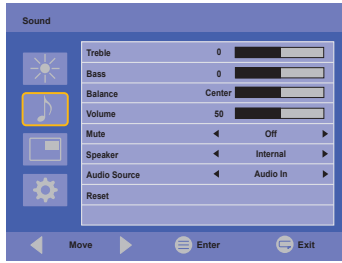 Sound
Treble 0
Bass 0
Balance Center
Volume 50
Mute Off
Speaker Internal
Audio Source Audio In
Reset
Move Enter Exit